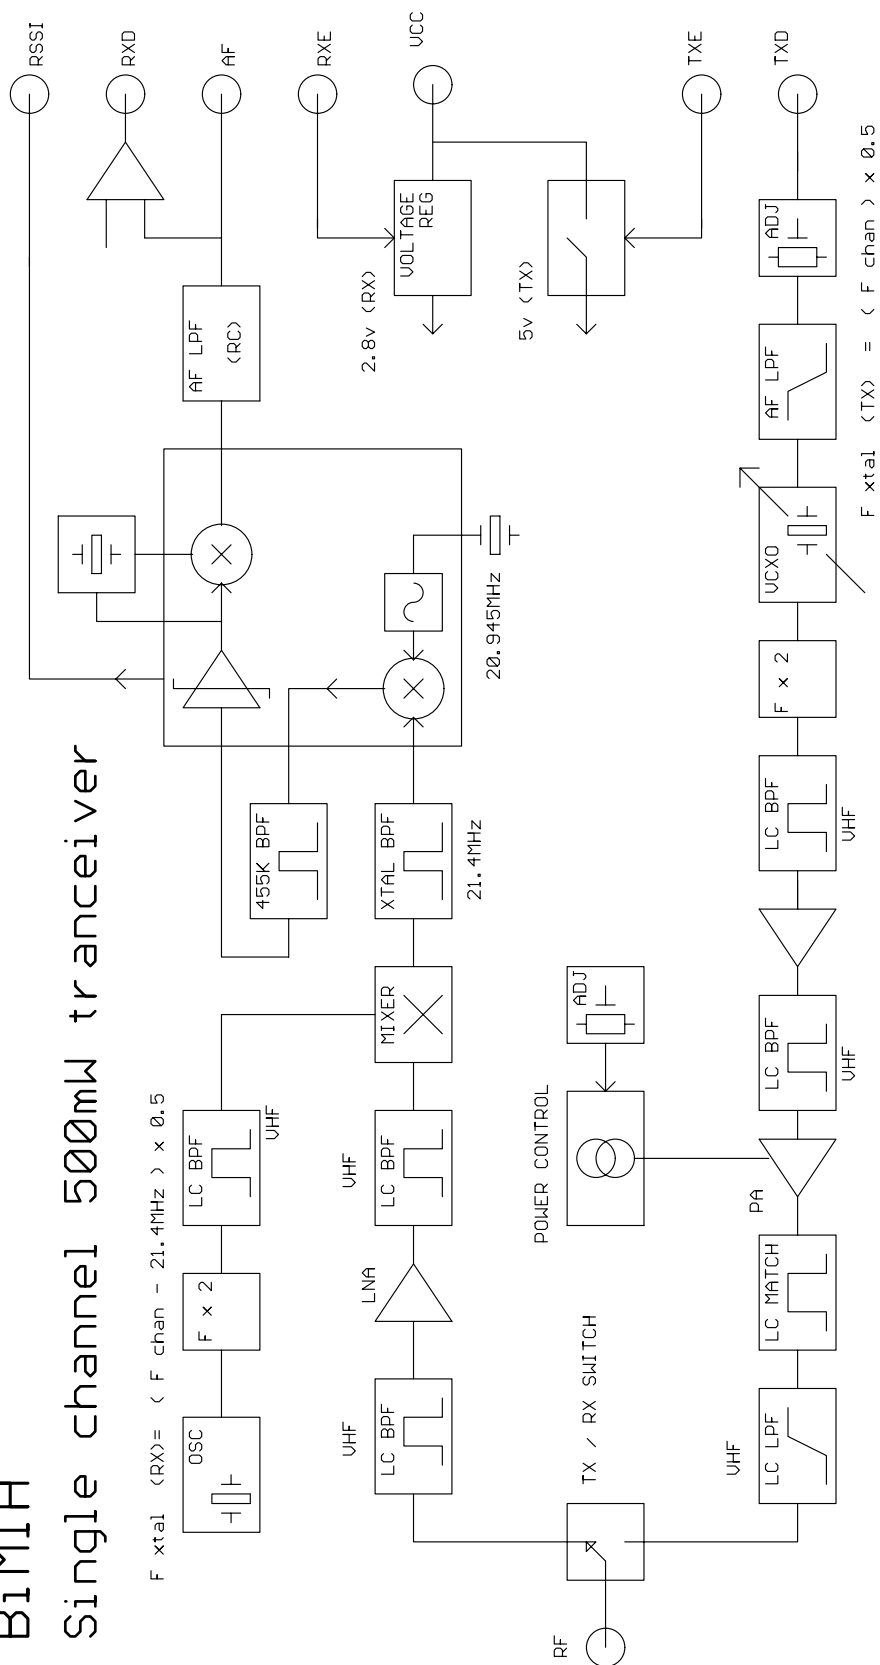 BiM1H
Single channel 500mW tranceiver
F xtal (RX)= ( F chan - 21.4MHz ) x 0.5
OSC
F x 2
LC BPF
VHF
LC BPF
VHF
LNA
LC BPF
VHF
MIXER
XTAL BPF
21.4MHz
455K BPF
20.945MHz
AF LPF
(RC)
RSSI
RXD
AF
RXE
VCC
TXE
TXD
VOLTAGE
REG
2.8v (RX)
5v (TX)
RF
TX / RX SWITCH
POWER CONTROL
ADJ
LC LPF
VHF
LC MATCH
PA
LC BPF
VHF
LC BPF
VHF
F x 2
VCXO
AF LPF
ADJ
F xtal (TX) = ( F chan ) x 0.5